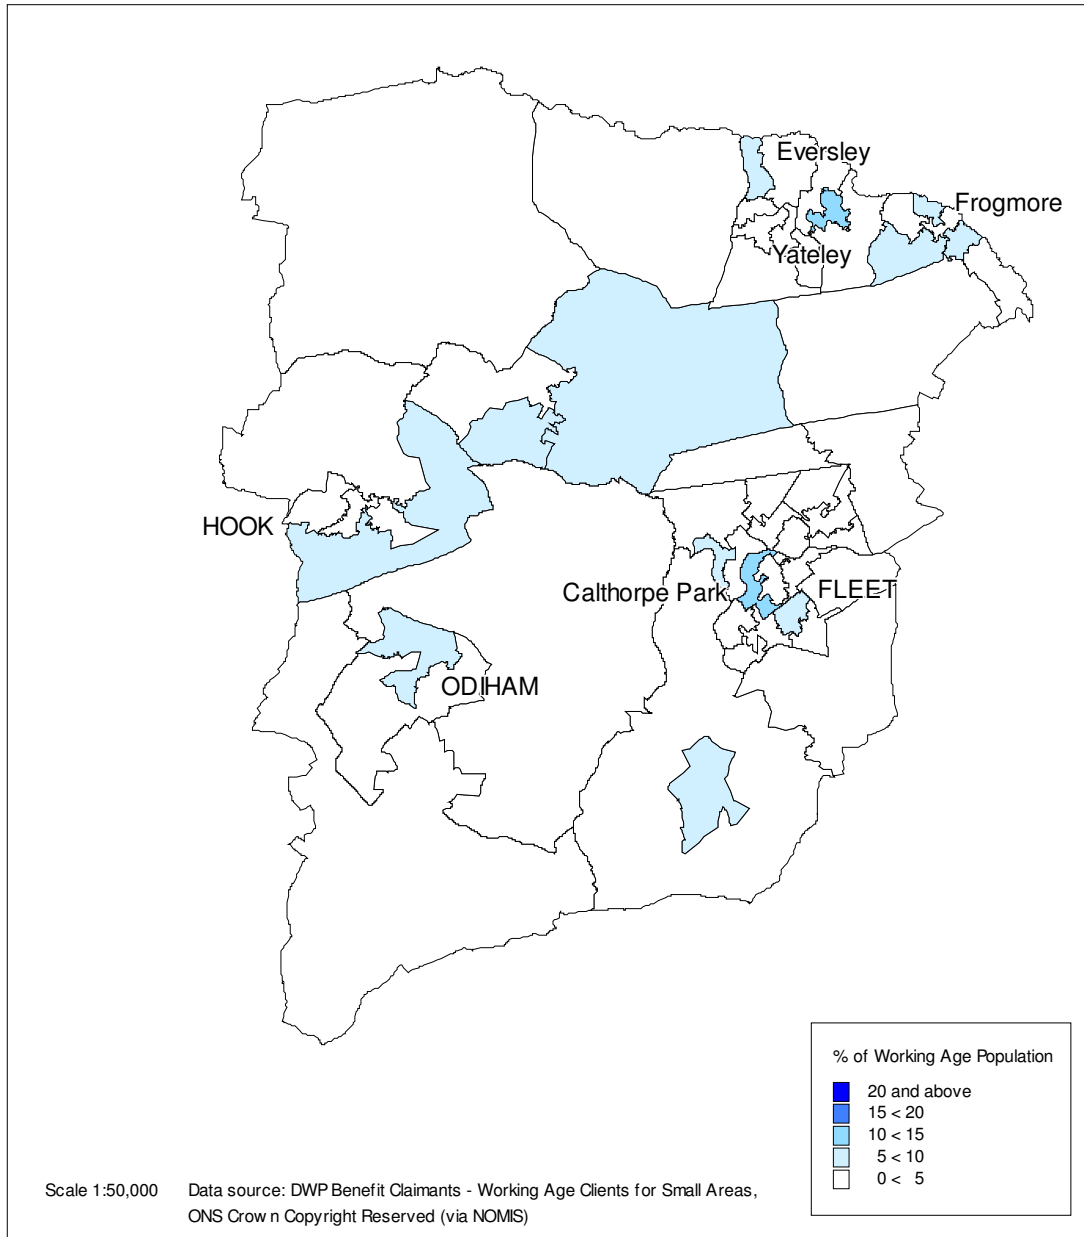 Eversley
Frogmore
Yateley
HOOK
Calthorpe Park
FLEET
ODIHAM
% of Working Age Population
20 and above
15 < 20
10 < 15
5 < 10
0 < 5
Scale 1:50,000
Data source: DWP Benefit Claimants - Working Age Clients for Small Areas,
ONS Crown Copyright Reserved (via NOMIS)